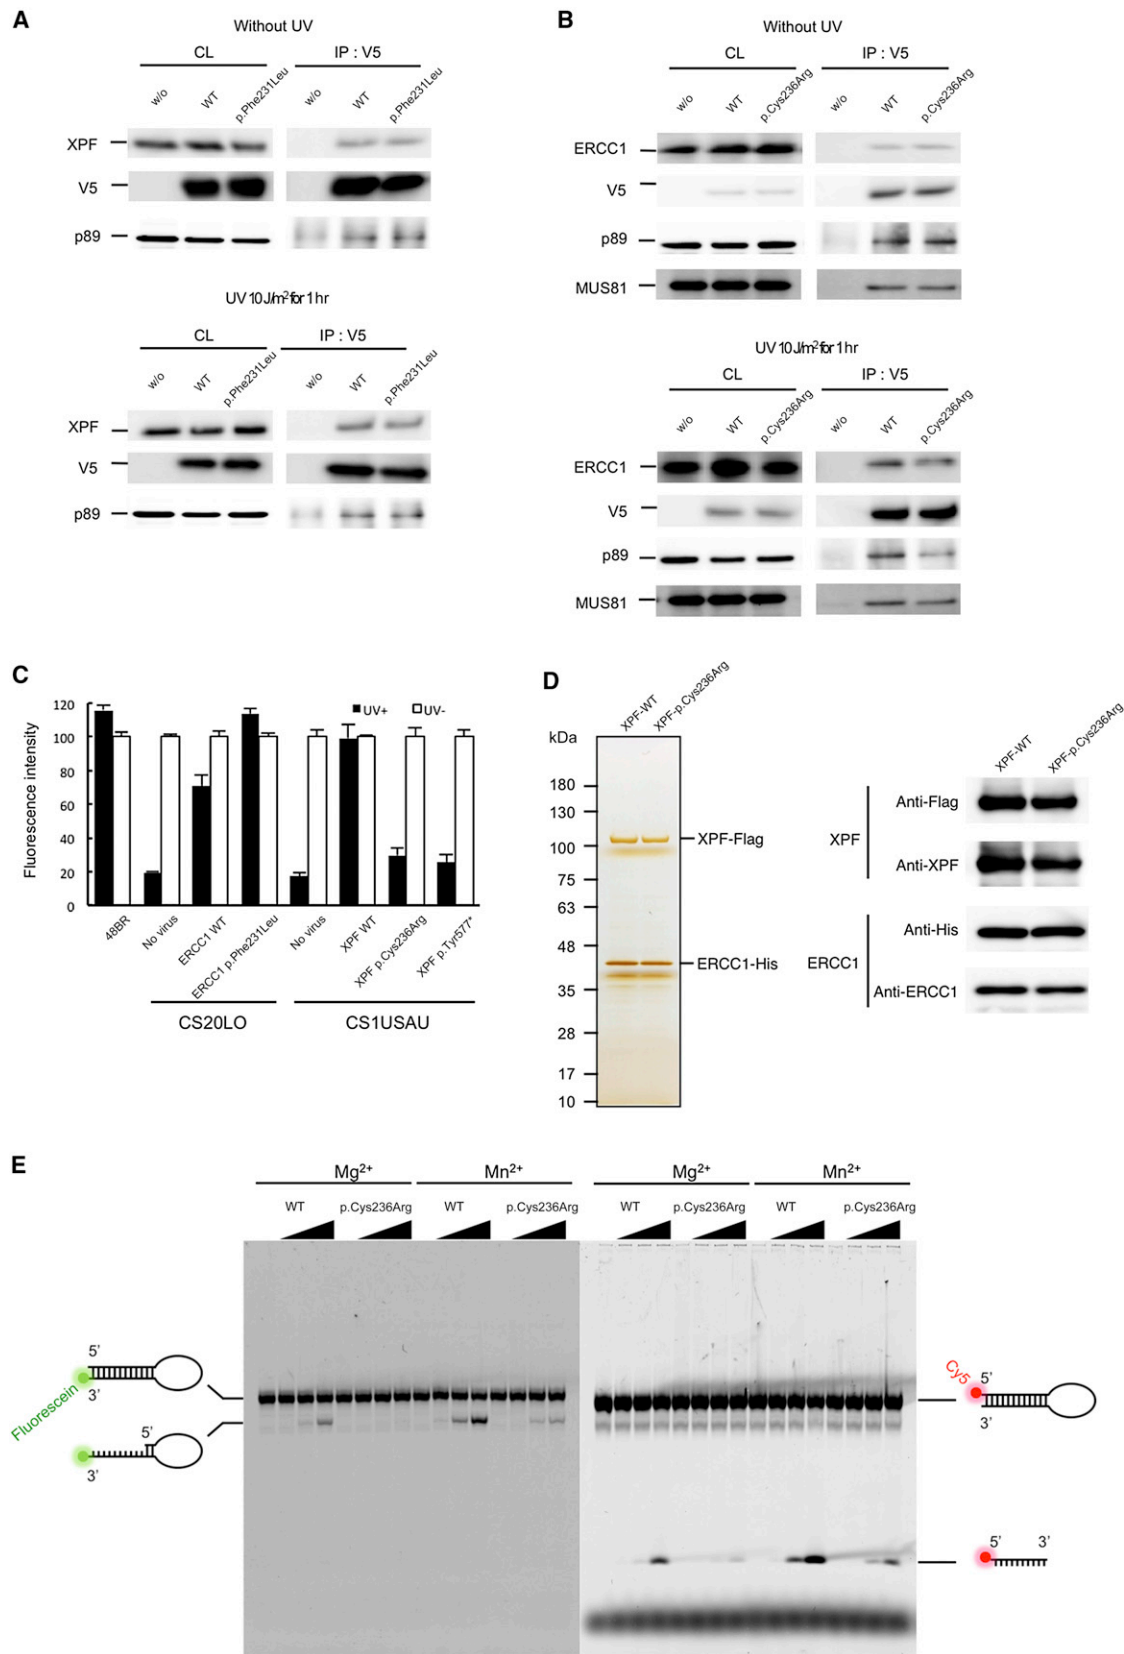 A
Without UV
CL
IP : V5
w/o
WT
p.Phe231Leu
w/o
WT
p.Phe231Leu
XPF
V5
p89
UV 10 J/m² for 1 hr
CL
IP : V5
w/o
WT
p.Phe231Leu
w/o
WT
p.Phe231Leu
XPF
V5
p89
B
Without UV
CL
IP : V5
w/o
WT
p.Cys236Arg
w/o
WT
p.Cys236Arg
ERCC1
V5
p89
MUS81
UV 10 J/m² for 1 hr
CL
IP : V5
w/o
WT
p.Cys236Arg
w/o
WT
p.Cys236Arg
ERCC1
V5
p89
MUS81
C
Fluorescence intensity
120
100
80
60
40
20
0
UV+
UV-
48BR
No virus
ERCC1 WT
ERCC1 p.Phe231Leu
No virus
XPF WT
XPF p.Cys236Arg
XPF p.Tyr577*
CS20LO
CS1USAU
D
XPF-WT
XPF-p.Cys236Arg
kDa
180
130
100
75
63
48
35
28
17
10
XPF-Flag
ERCC1-His
XPF-WT
XPF-p.Cys236Arg
XPF
Anti-Flag
Anti-XPF
ERCC1
Anti-His
Anti-ERCC1
E
Mg²⁺
Mn²⁺
Mg²⁺
Mn²⁺
WT
p.Cys236Arg
WT
p.Cys236Arg
WT
p.Cys236Arg
WT
p.Cys236Arg
5'
3'
Fluorescein
5'
3'
Cy5
5'
3'
5'
3'